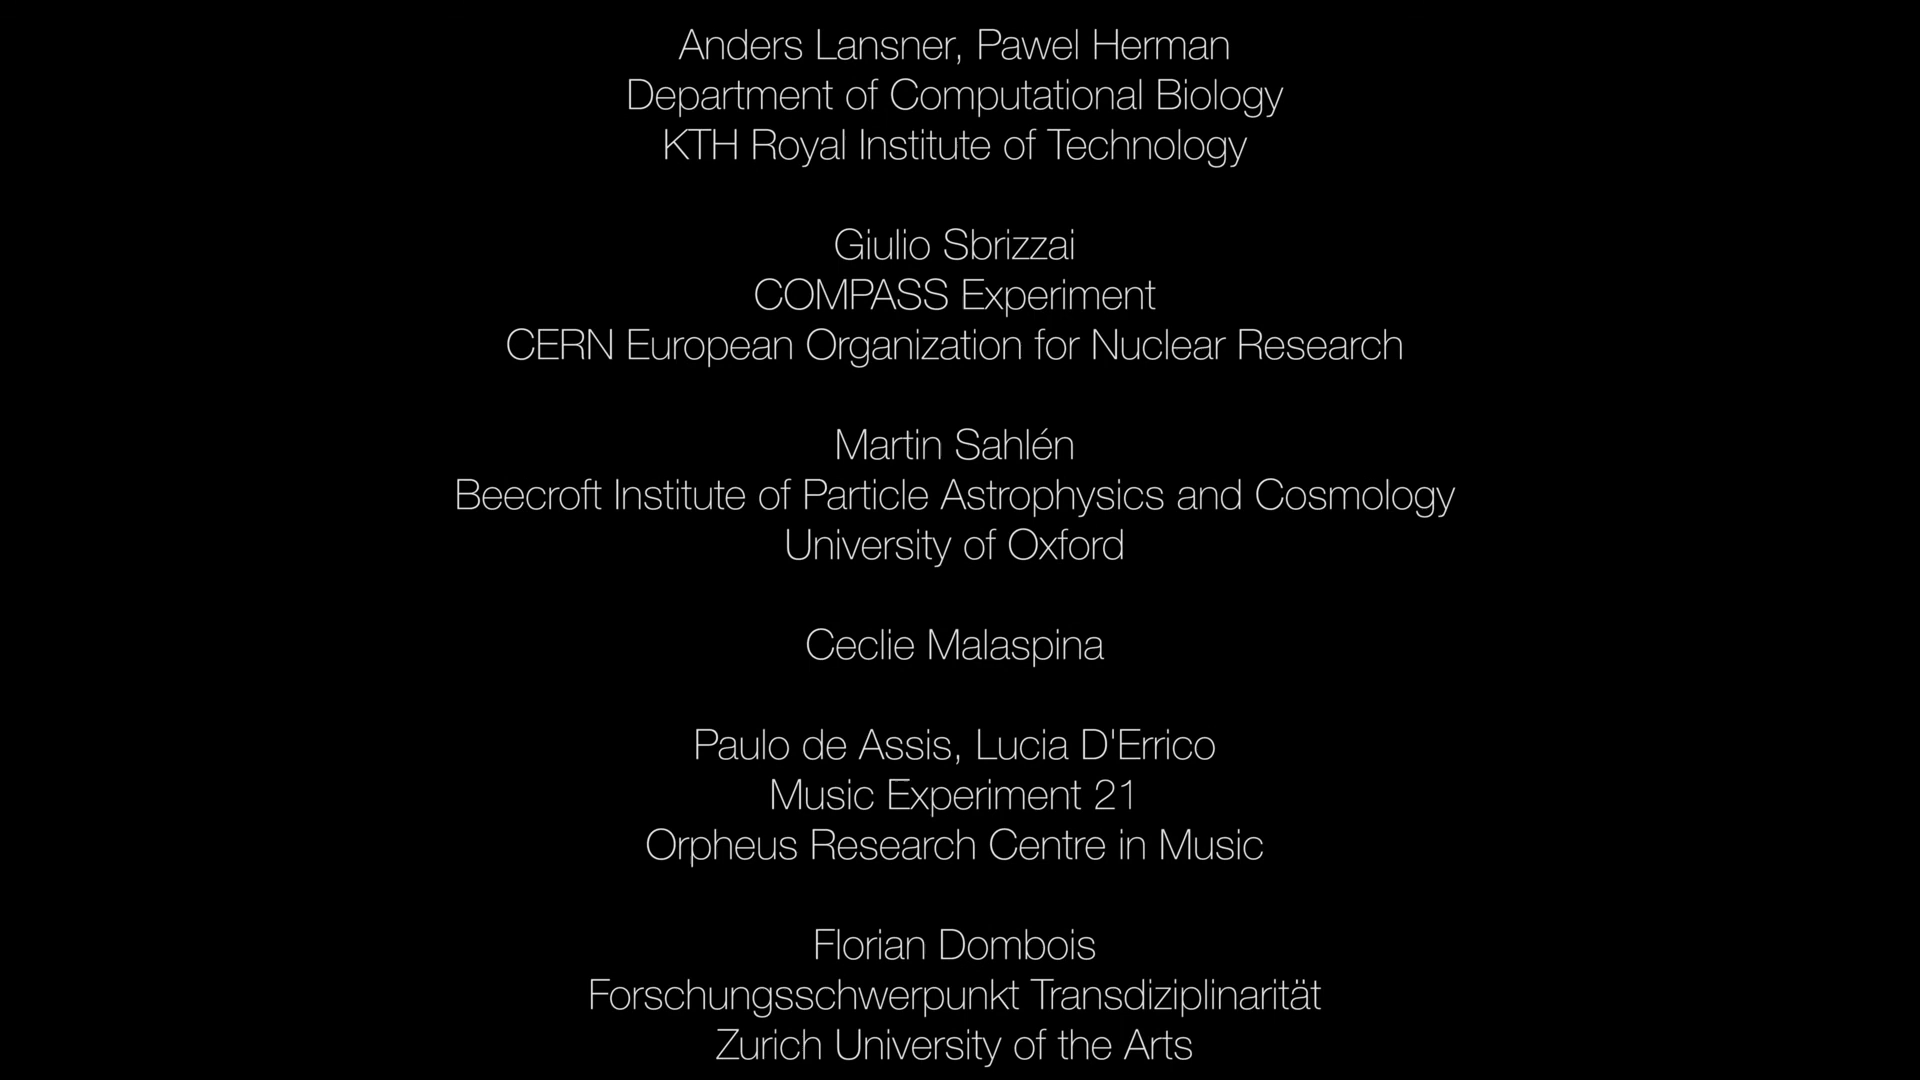 Anders Lansner, Pawel Herman
Department of Computational Biology
KTH Royal Institute of Technology
Giulio Sbrizzai
COMPASS Experiment
CERN European Organization for Nuclear Research
Martin Sahlén
Beecroft Institute of Particle Astrophysics and Cosmology
University of Oxford
Ceclie Malaspina
Paulo de Assis, Lucia D'Errico
Music Experiment 21
Orpheus Research Centre in Music
Florian Dombois
Forschungsschwerpunkt Transdiziplinarität
Zurich University of the Arts